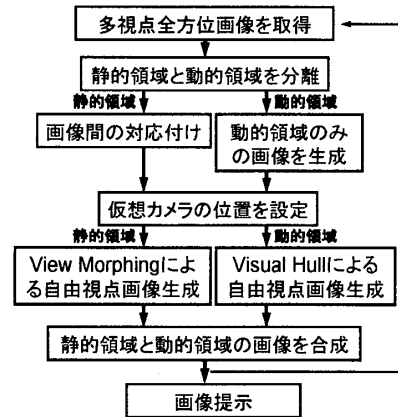 多視点全方位画像を取得
静的領域と動的領域を分離
静的領域 動的領域
画像間の対応付け
動的領域のみ
の画像を生成
仮想カメラの位置を設定
静的領域 動的領域
View Morphingによ
る自由視点画像生成
Visual Hullによる
自由視点画像生成
静的領域と動的領域の画像を合成
画像提示